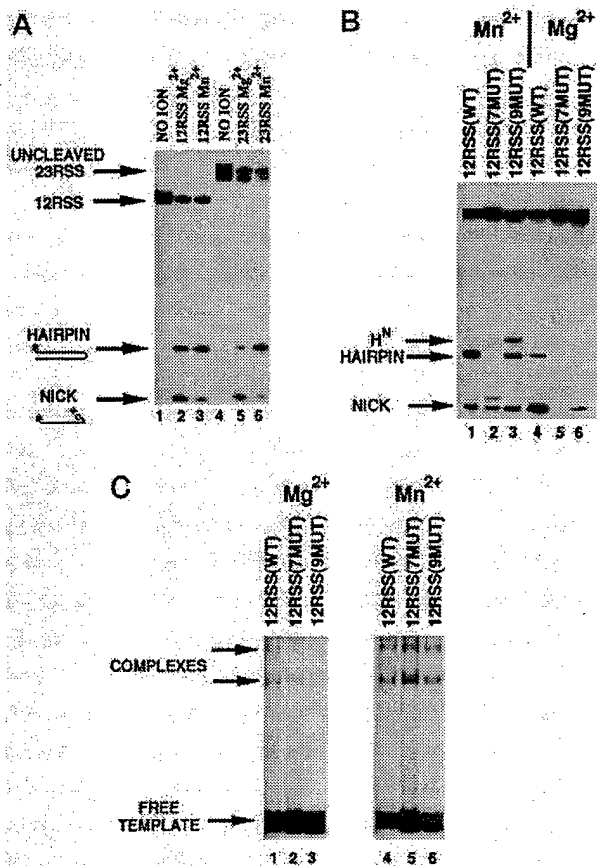 A
NO ION
12RSS Mg2+
12RSS Mn2+
NO ION
23RSS Mg2+
23RSS Mn2+
UNCLEAVED
23RSS
12RSS
HAIRPIN
NICK
1 2 3 4 5 6
B
Mn2+ Mg2+
12RSS(WT)
12RSS(7MUT)
12RSS(9MUT)
12RSS(WT)
12RSS(7MUT)
12RSS(9MUT)
HN
HAIRPIN
NICK
1 2 3 4 5 6
C
Mg2+ Mn2+
12RSS(WT)
12RSS(7MUT)
12RSS(9MUT)
12RSS(WT)
12RSS(7MUT)
12RSS(9MUT)
COMPLEXES
FREE
TEMPLATE
1 2 3 4 5 6